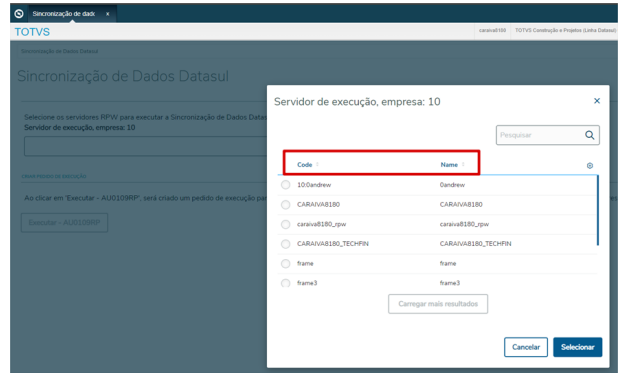 Sincronização de dado x
TOTVS
caraiva8180 TOTVS Construção e Projetos (Linha Datasul)
Sincronização de Dados Datasul
Sincronização de Dados Datasul
Selecione os servidores RPW para executar a Sincronização de Dados Datas
Servidor de execução, empresa: 10
Ao clicar em "Executar - AU0109RP", será criado um pedido de execução par
Executar - AU0109RP
Servidor de execução, empresa: 10
Pesquisar
Code Name
10:0andrew 0andrew
CARAIVA8180 CARAIVA8180
caraiva8180_rpw caraiva8180_rpw
CARAIVA8180_TECHFIN CARAIVA8180_TECHFIN
frame frame
frame3 frame3
Carregar mais resultados
Cancelar Selecionar